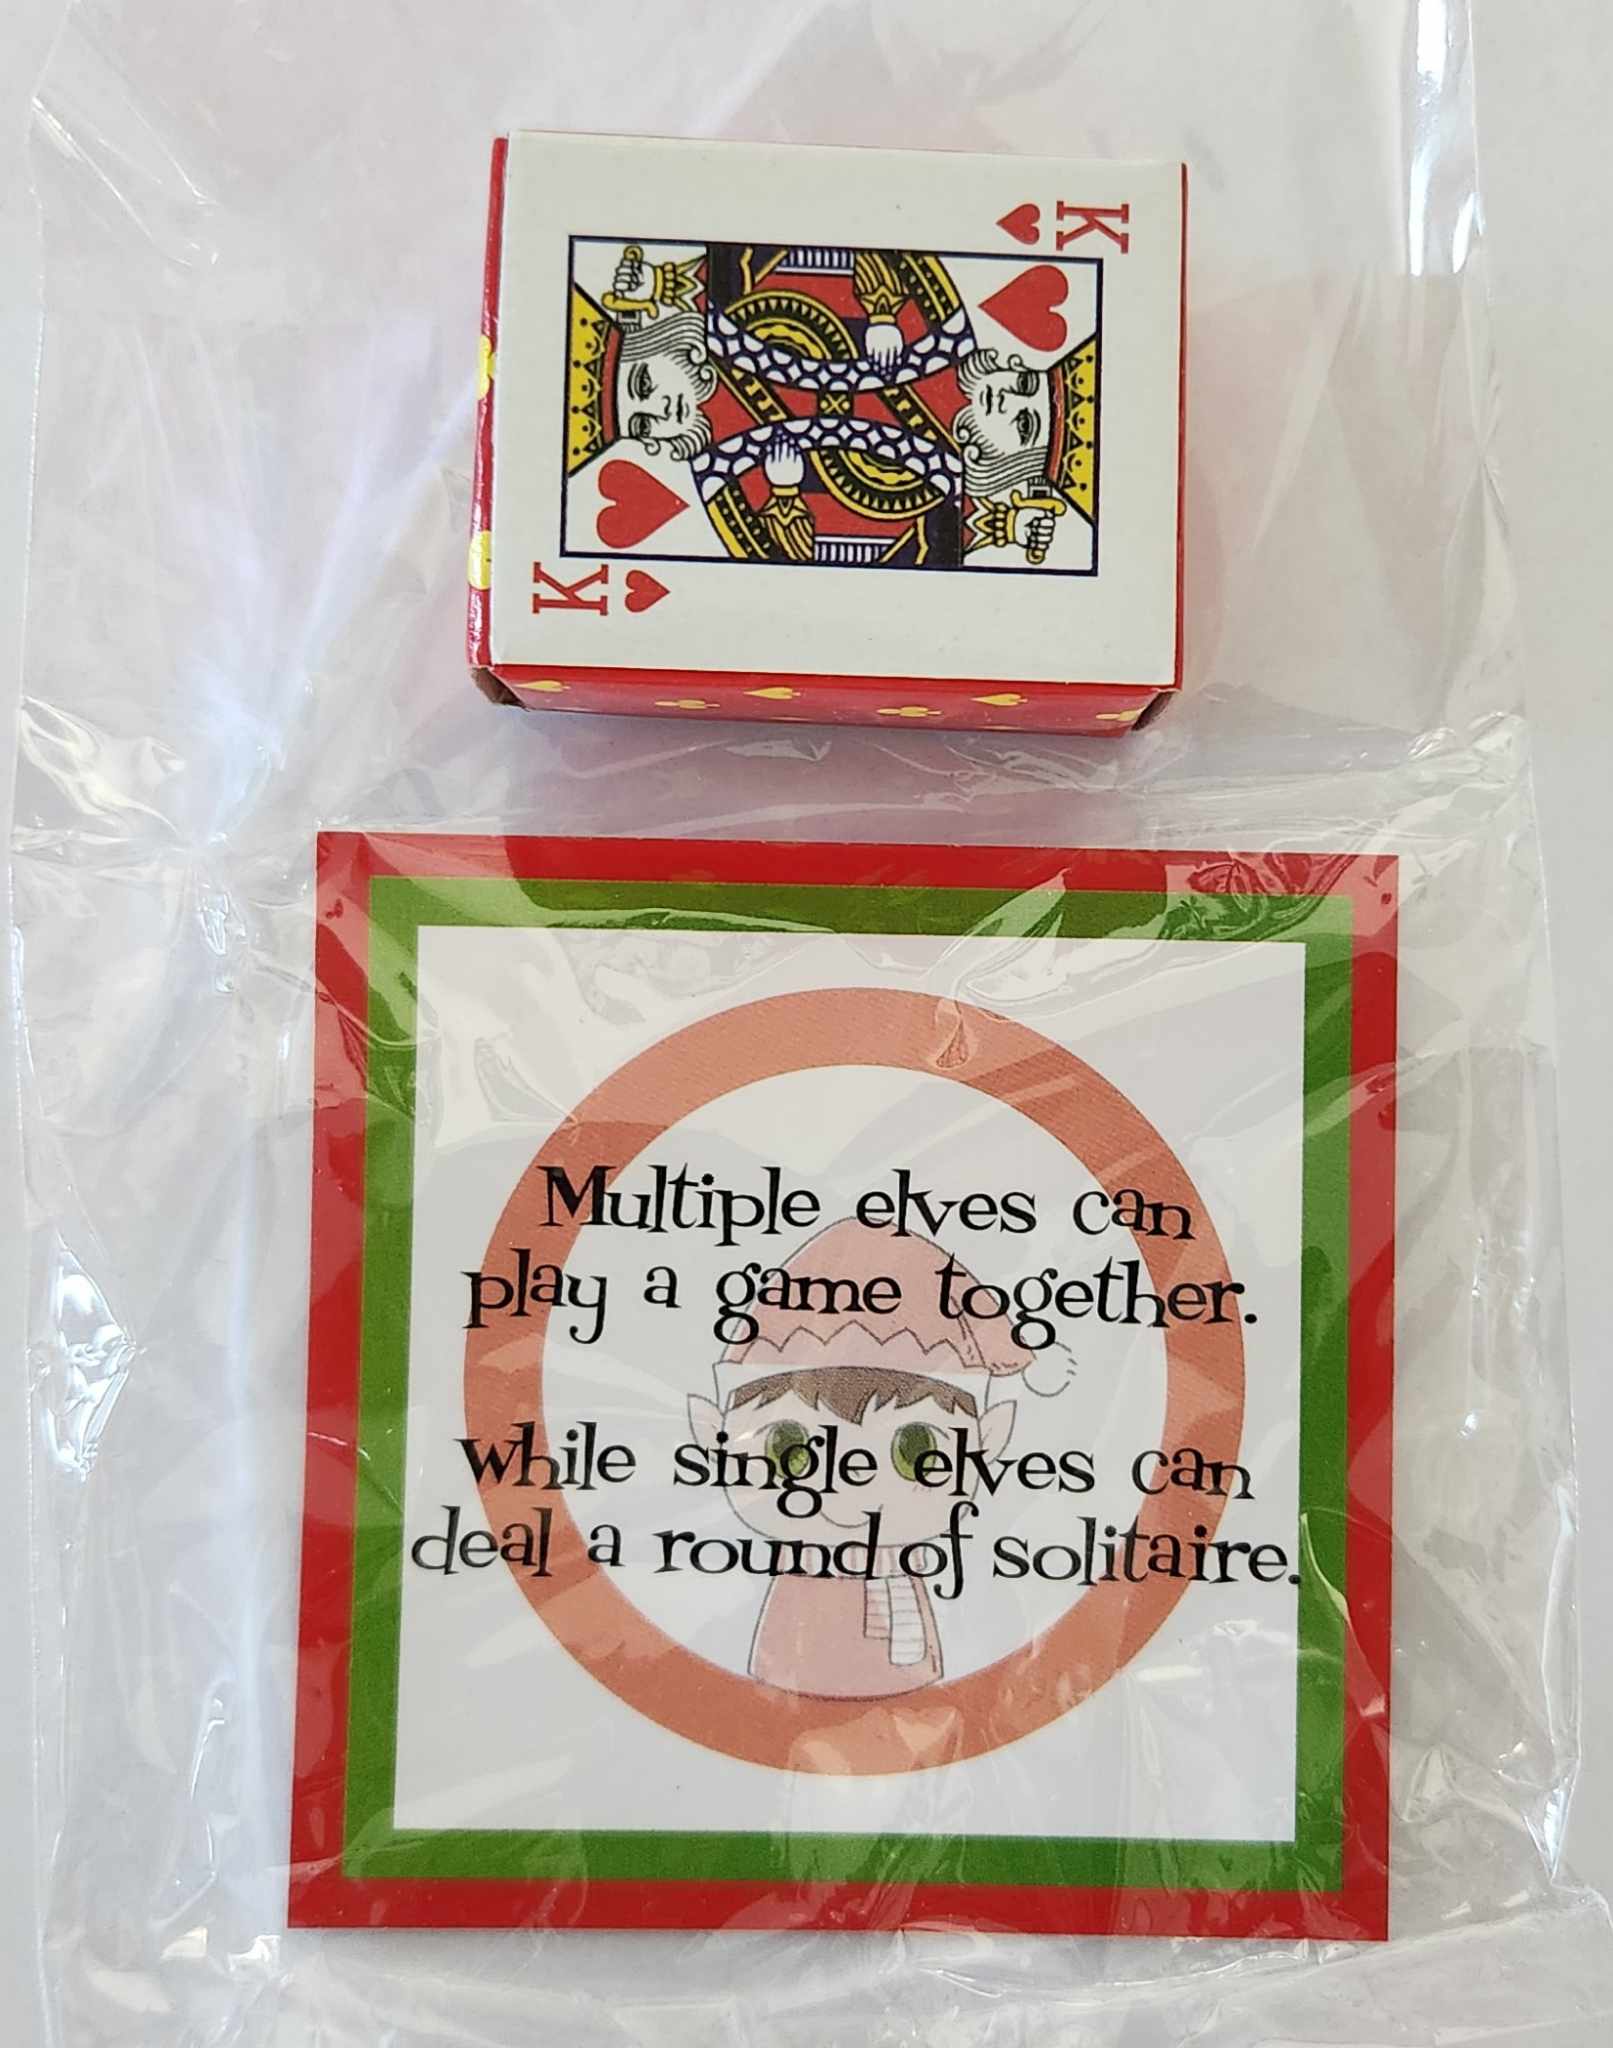 K
K
Multiple elves can
play a game together.
while single elves can
deal a round of solitaire.